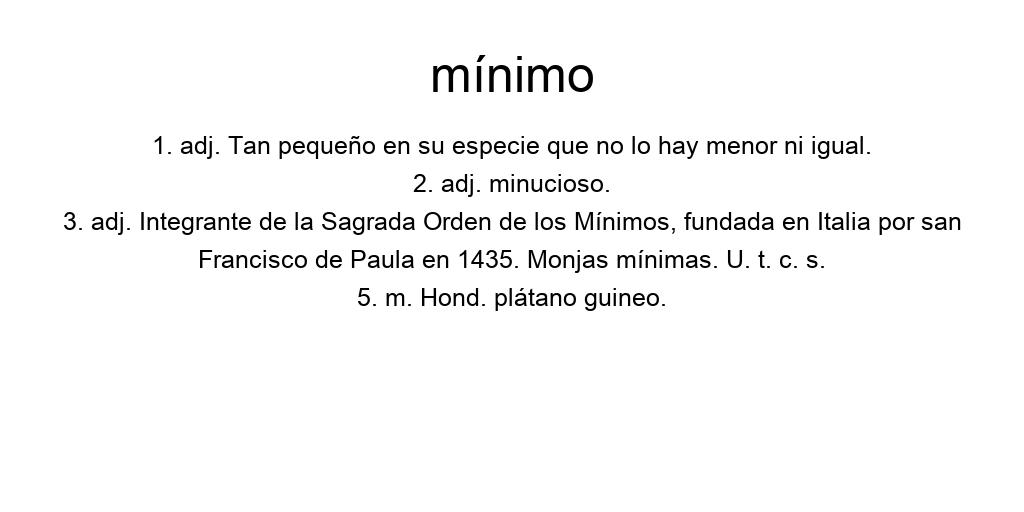 mínimo
1. adj. Tan pequeño en su especie que no lo hay menor ni igual.
2. adj. minucioso.
3. adj. Integrante de la Sagrada Orden de los Mínimos, fundada en Italia por san
Francisco de Paula en 1435. Monjas mínimas. U. t. c. s.
5. m. Hond. plátano guineo.